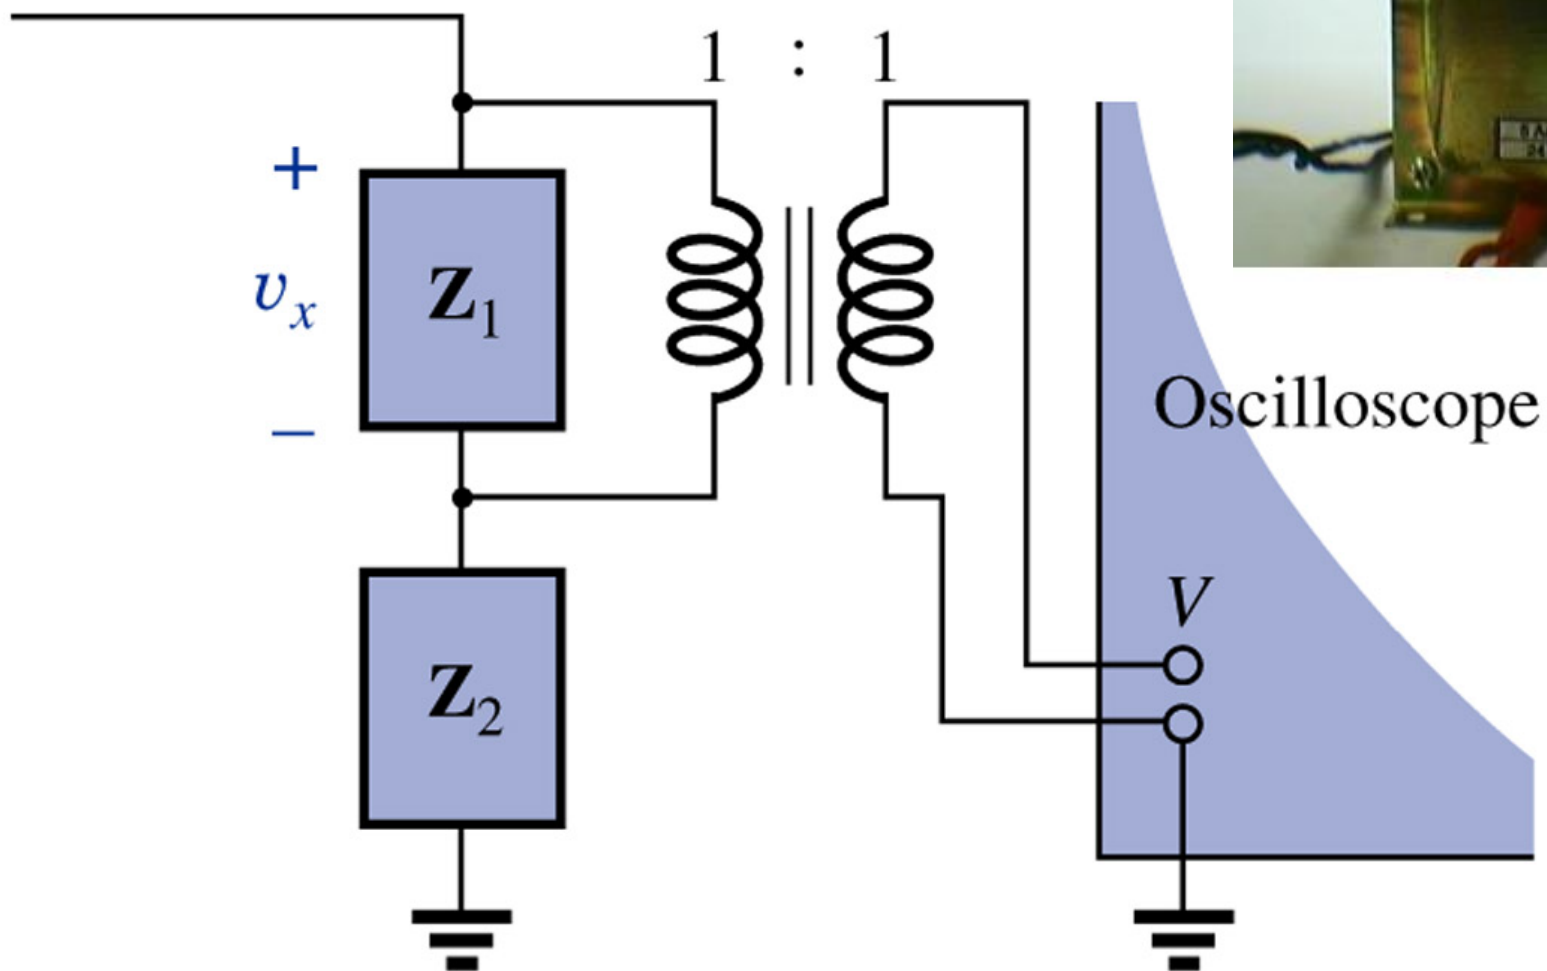 1 : 1
+
v_x
Z_1
−
Oscilloscope
V
Z_2